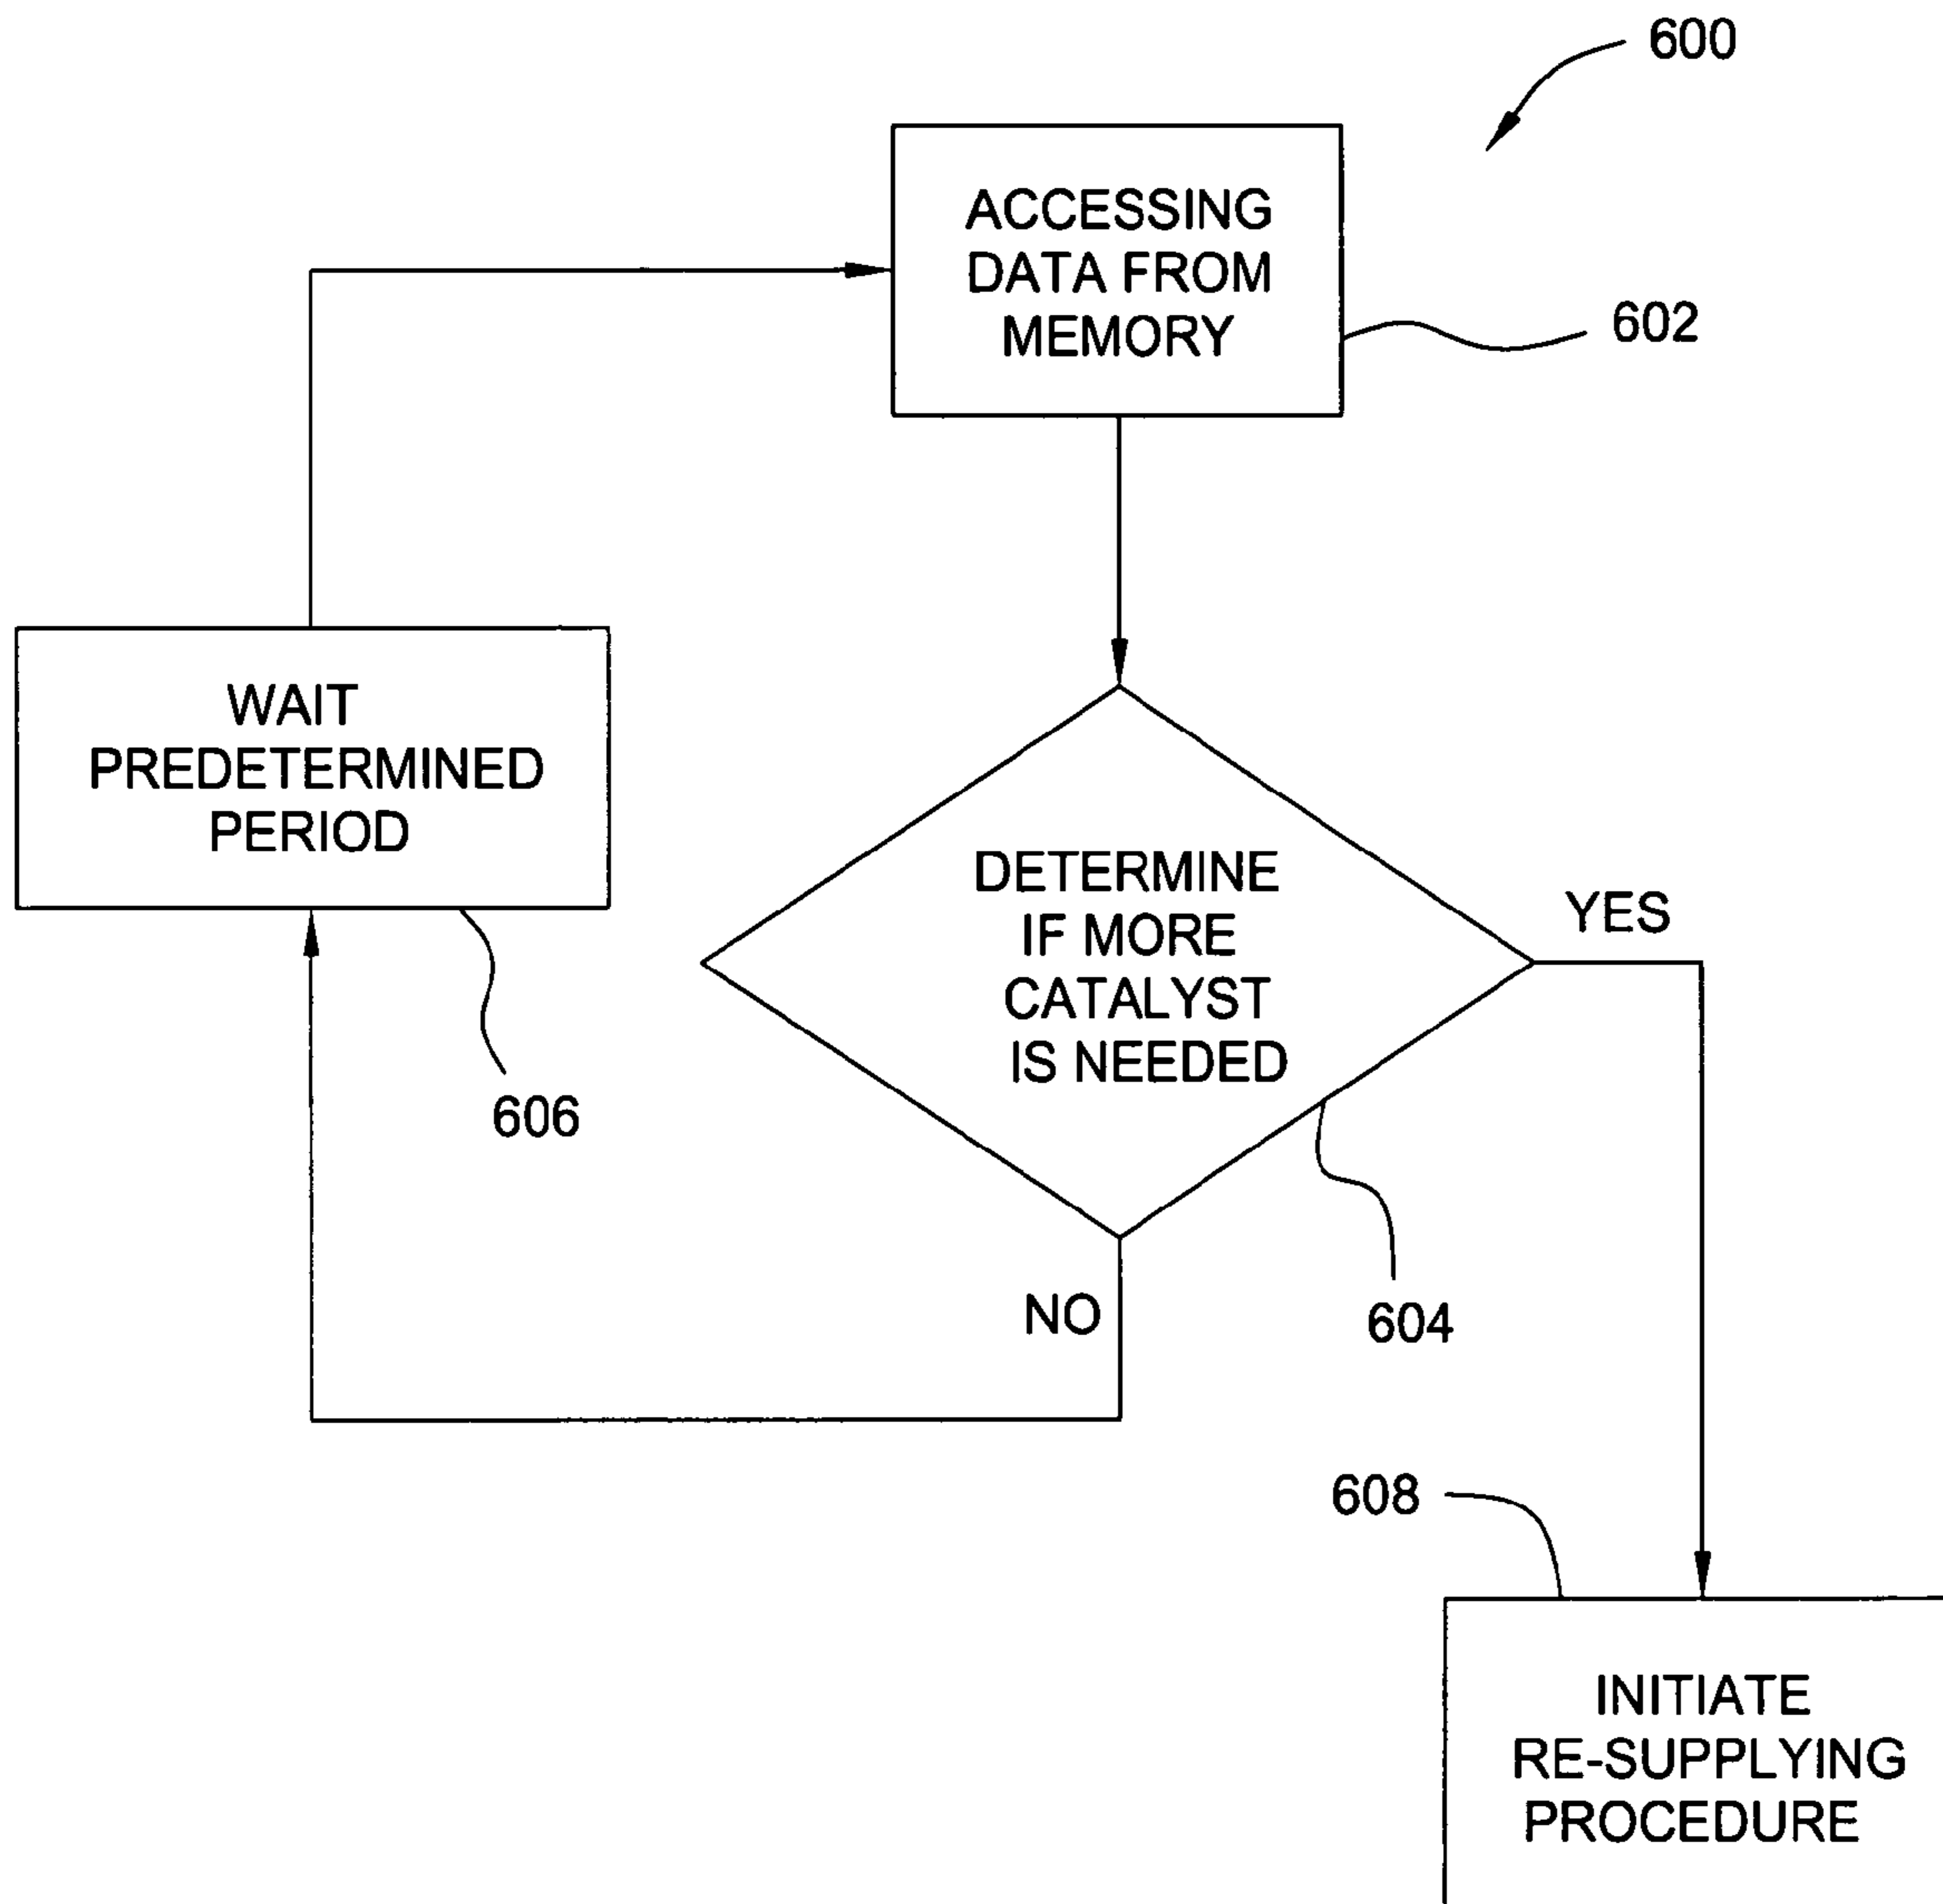 600
ACCESSING
DATA FROM
MEMORY
602
WAIT
PREDETERMINED
PERIOD
606
DETERMINE
IF MORE
CATALYST
IS NEEDED
YES
604
NO
608
INITIATE
RE-SUPPLYING
PROCEDURE